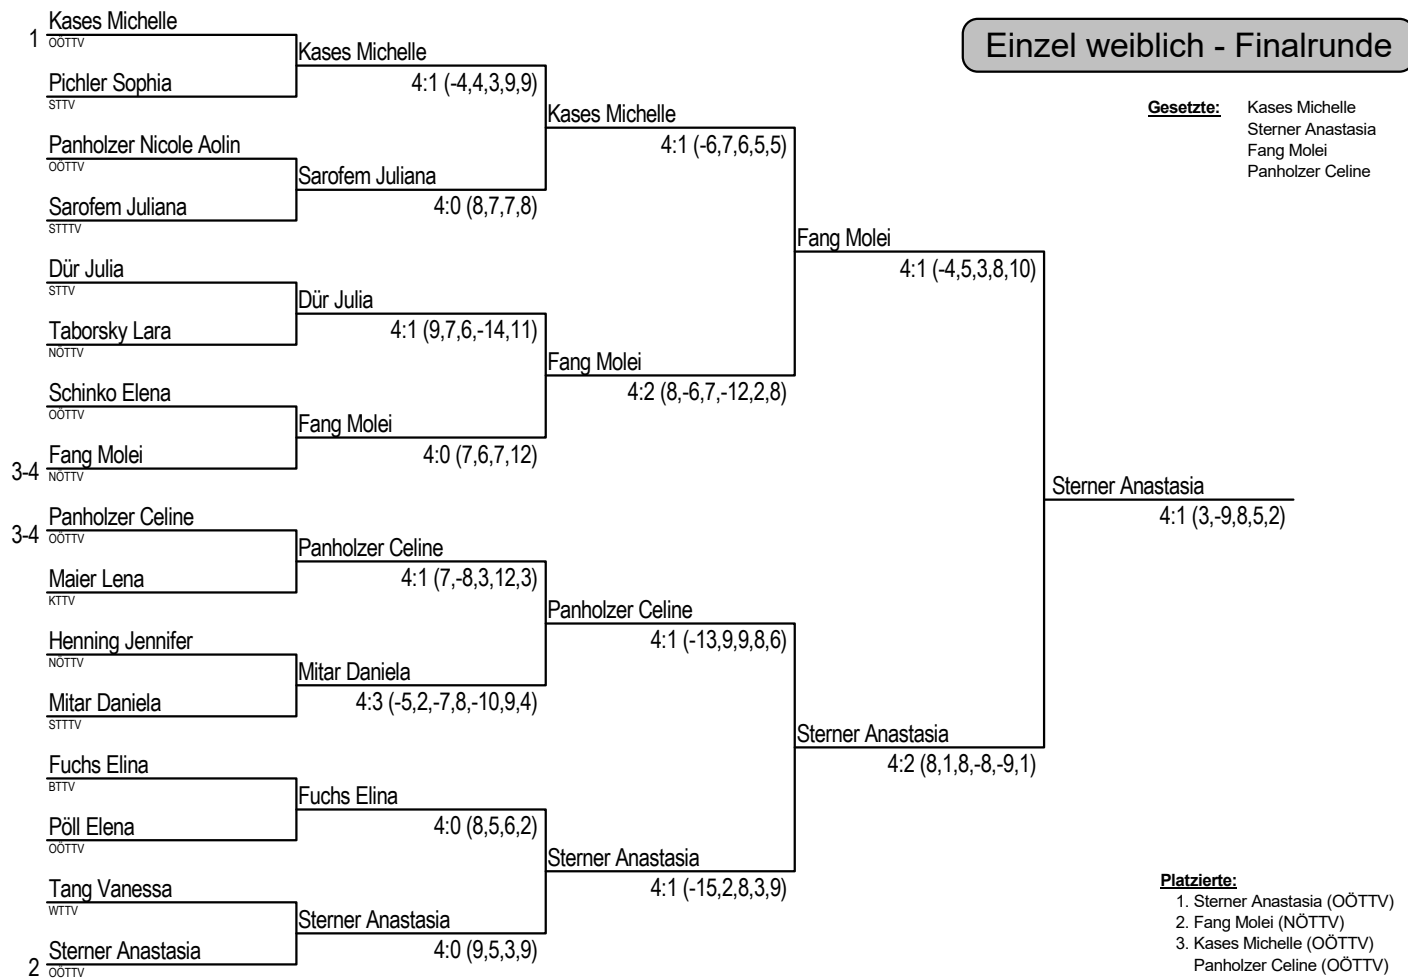 Einzel weiblich - Finalrunde
Gesetzte: Kases Michelle
Sterner Anastasia
Fang Molei
Panholzer Celine
1 Kases Michelle
OÖTTV
Pichler Sophia
STTV
Panholzer Nicole Aolin
OÖTTV
Sarofem Juliana
STTTV
Dür Julia
STTV
Taborsky Lara
NÖTTV
Schinko Elena
OÖTTV
3-4 Fang Molei
NÖTTV
3-4 Panholzer Celine
OÖTTV
Maier Lena
KTTV
Henning Jennifer
NÖTTV
Mitar Daniela
STTTV
Fuchs Elina
BTTV
Pöll Elena
OÖTTV
Tang Vanessa
WTTV
2 Sterner Anastasia
OÖTTV
Kases Michelle
4:1 (-4,4,3,9,9)
Sarofem Juliana
4:0 (8,7,7,8)
Dür Julia
4:1 (9,7,6,-14,11)
Fang Molei
4:0 (7,6,7,12)
Panholzer Celine
4:1 (7,-8,3,12,3)
Mitar Daniela
4:3 (-5,2,-7,8,-10,9,4)
Fuchs Elina
4:0 (8,5,6,2)
Sterner Anastasia
4:0 (9,5,3,9)
Kases Michelle
4:1 (-6,7,6,5,5)
Fang Molei
4:2 (8,-6,7,-12,2,8)
Panholzer Celine
4:1 (-13,9,9,8,6)
Sterner Anastasia
4:1 (-15,2,8,3,9)
Fang Molei
4:1 (-4,5,3,8,10)
Sterner Anastasia
4:2 (8,1,8,-8,-9,1)
Sterner Anastasia
4:1 (3,-9,8,5,2)
Platzierte:
1. Sterner Anastasia (OÖTTV)
2. Fang Molei (NÖTTV)
3. Kases Michelle (OÖTTV)
Panholzer Celine (OÖTTV)